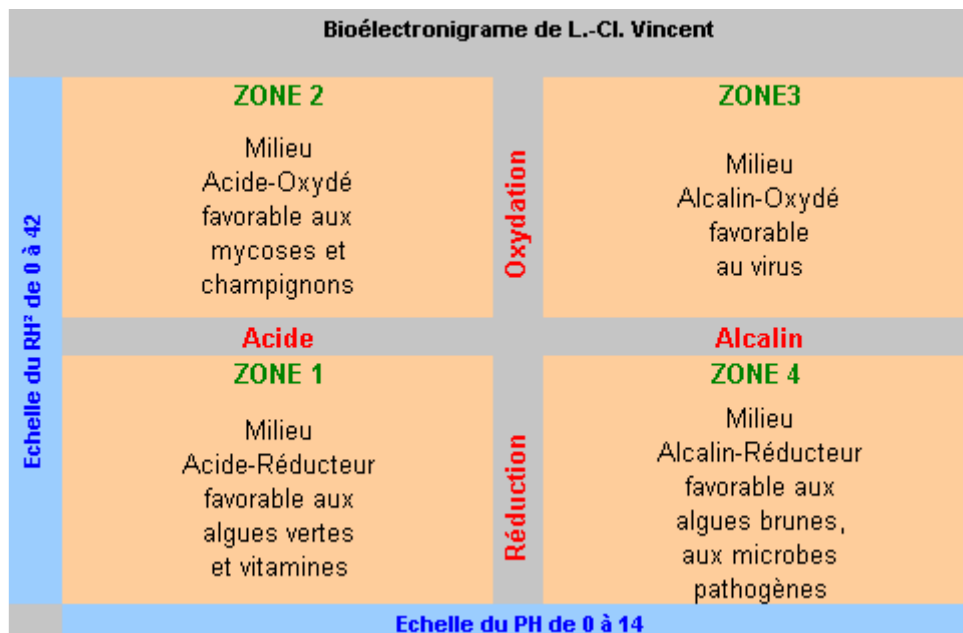 Bioélectronigrame de L.-Cl. Vincent
Echelle du RH² de 0 à 42
ZONE 2
Milieu
Acide-Oxydé
favorable aux
mycoses et
champignons
Oxydation
ZONE3
Milieu
Alcalin-Oxydé
favorable
au virus
Acide
Alcalin
ZONE 1
Milieu
Acide-Réducteur
favorable aux
algues vertes
et vitamines
Réduction
ZONE 4
Milieu
Alcalin-Réducteur
favorable aux
algues brunes,
aux microbes
pathogènes
Echelle du PH de 0 à 14